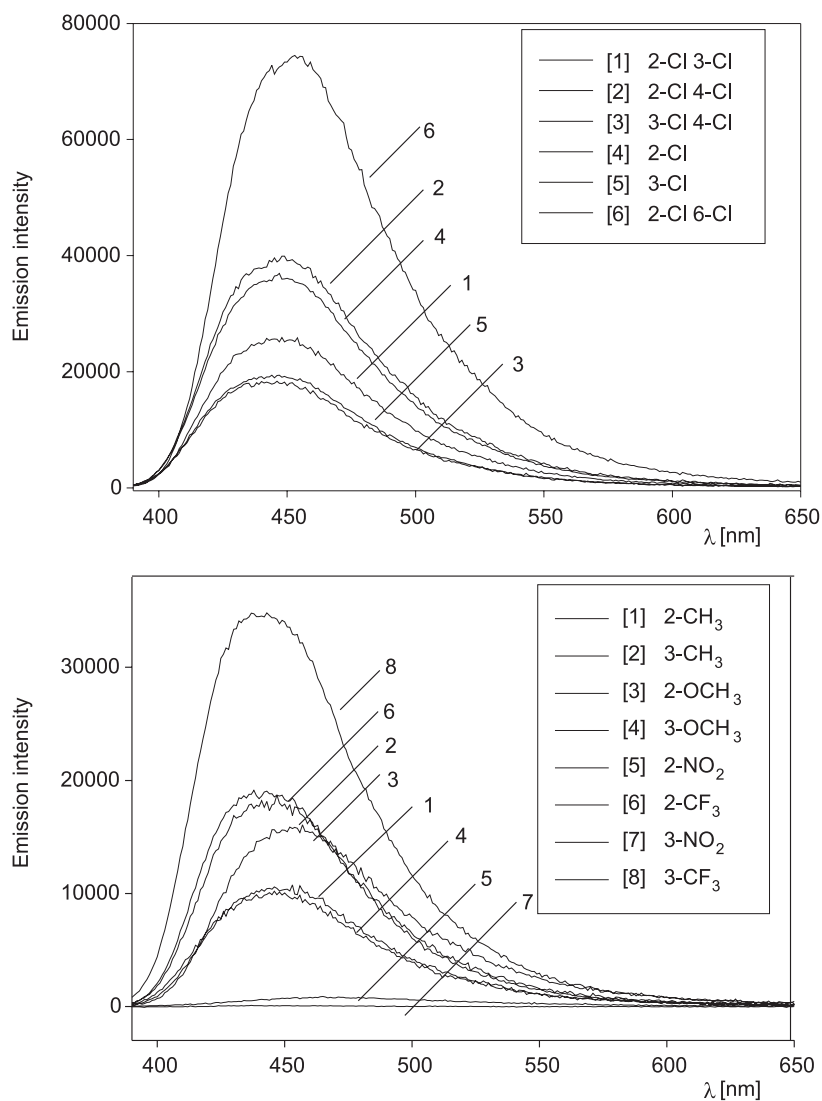 80000
60000
40000
20000
0
Emission intensity
[1] 2-Cl 3-Cl
[2] 2-Cl 4-Cl
[3] 3-Cl 4-Cl
[4] 2-Cl
[5] 3-Cl
[6] 2-Cl 6-Cl
6
2
4
1
5
3
400 450 500 550 600 650
λ [nm]
30000
20000
10000
0
Emission intensity
[1] 2-CH₃
[2] 3-CH₃
[3] 2-OCH₃
[4] 3-OCH₃
[5] 2-NO₂
[6] 2-CF₃
[7] 3-NO₂
[8] 3-CF₃
8
6
2
3
1
4
5
7
400 450 500 550 600 650
λ [nm]